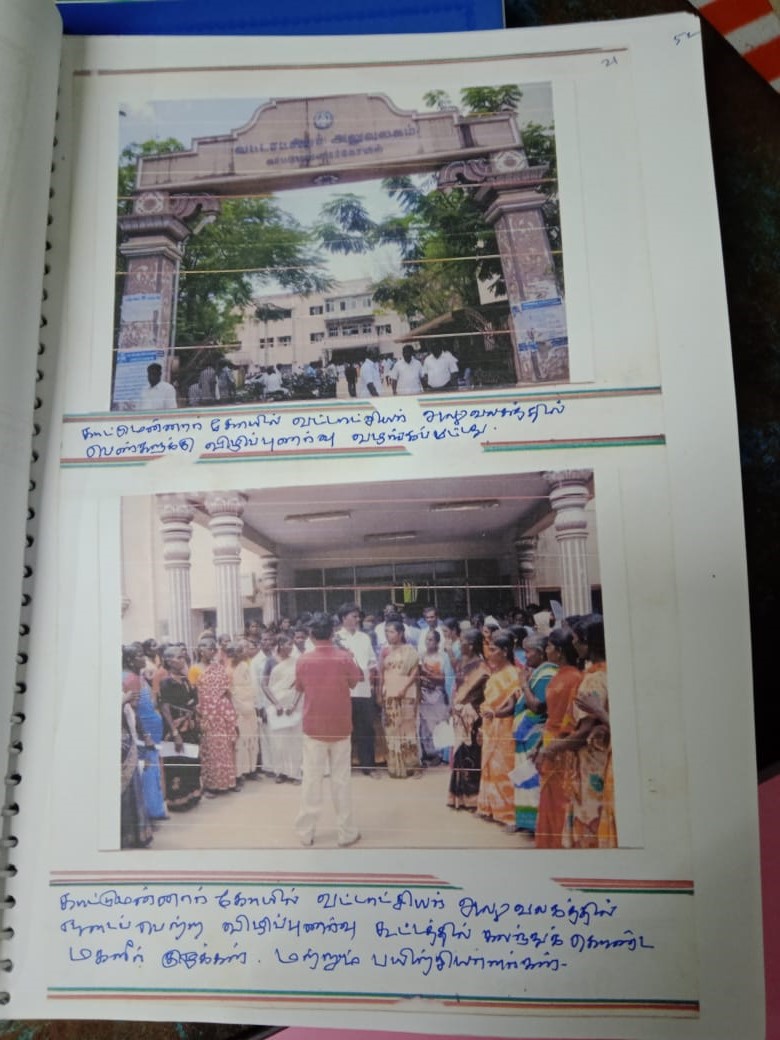 52
21
வட்டாட்சியர் அலுவலகம்
காட்டுமன்னார்கோயில்
காட்டுமன்னார் கோயில் வட்டாட்சியர் அலுவலகத்தில்
பெண்களுக்கு விழிப்புணர்வு வழங்கப்பட்டது.
காட்டுமன்னார் கோயில் வட்டாட்சியர் அலுவலகத்தில்
நடைப்பெற்ற விழிப்புணர்வு கூட்டத்தில் கலந்துக் கொண்ட
மகளிர் குழுக்கள். மற்றும் பயிற்சியாளர்கள்.